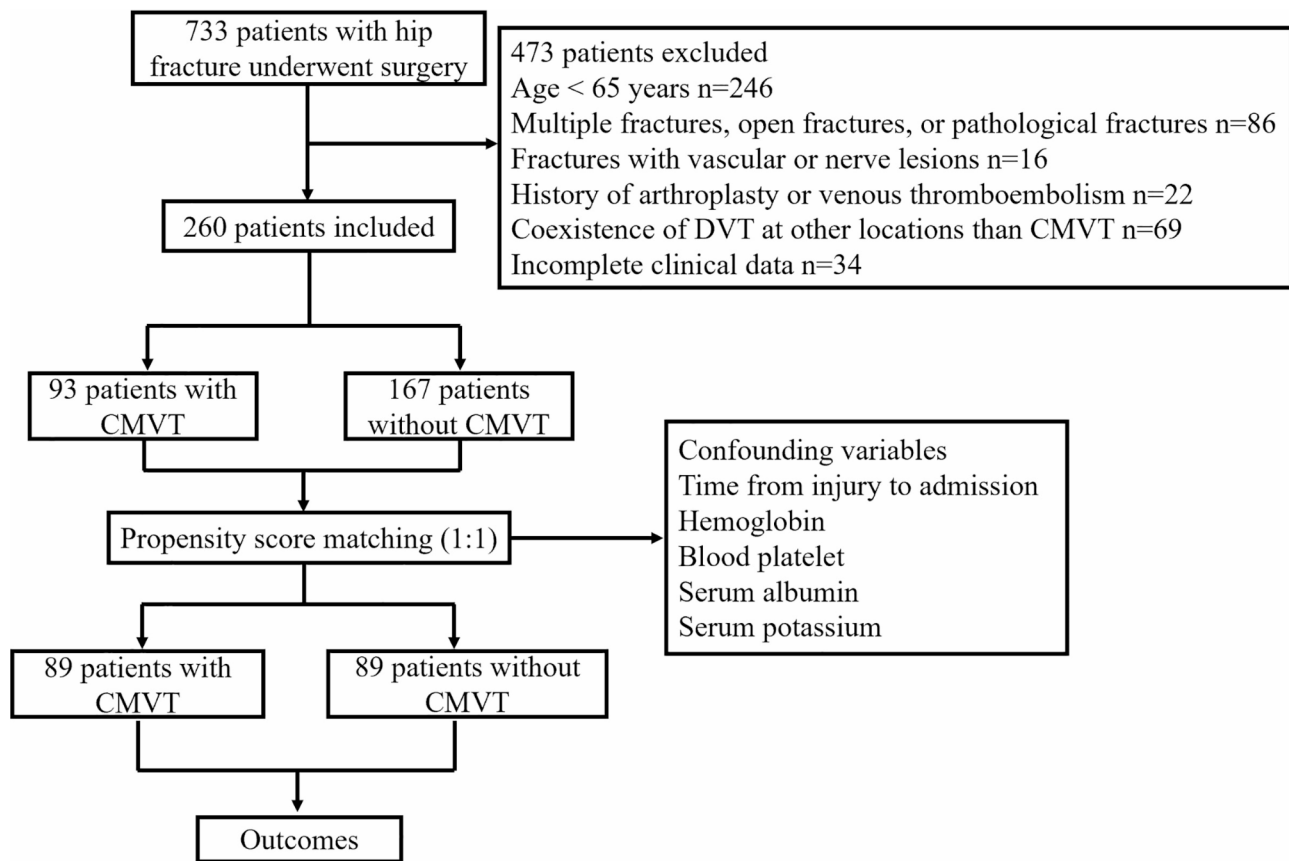 733 patients with hip
fracture underwent surgery
473 patients excluded
Age < 65 years n=246
Multiple fractures, open fractures, or pathological fractures n=86
Fractures with vascular or nerve lesions n=16
History of arthroplasty or venous thromboembolism n=22
Coexistence of DVT at other locations than CMVT n=69
Incomplete clinical data n=34
260 patients included
93 patients with
CMVT
167 patients
without CMVT
Propensity score matching (1:1)
Confounding variables
Time from injury to admission
Hemoglobin
Blood platelet
Serum albumin
Serum potassium
89 patients with
CMVT
89 patients without
CMVT
Outcomes